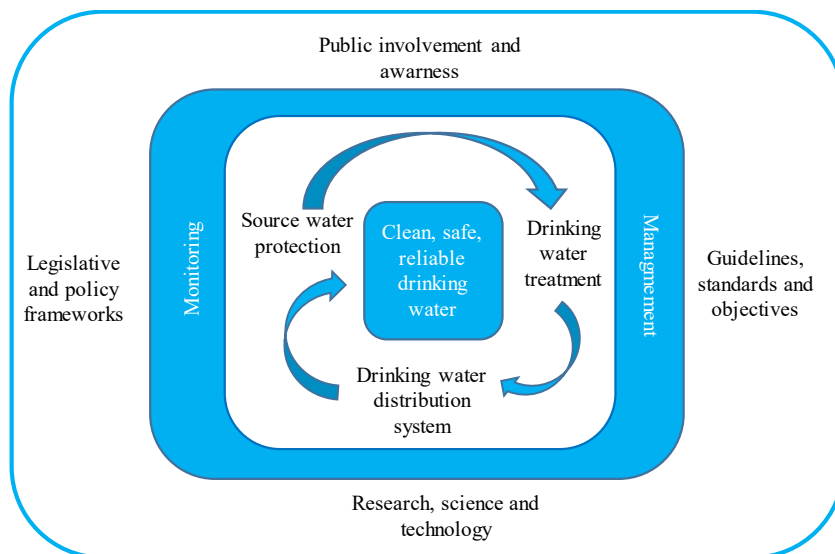 Public involvement and
awarness
Monitoring
Source water
protection
Clean, safe,
reliable
drinking
water
Drinking
water
treatment
Managmement
Legislative
and policy
frameworks
Guidelines,
standards and
objectives
Drinking water
distribution
system
Research, science and
technology